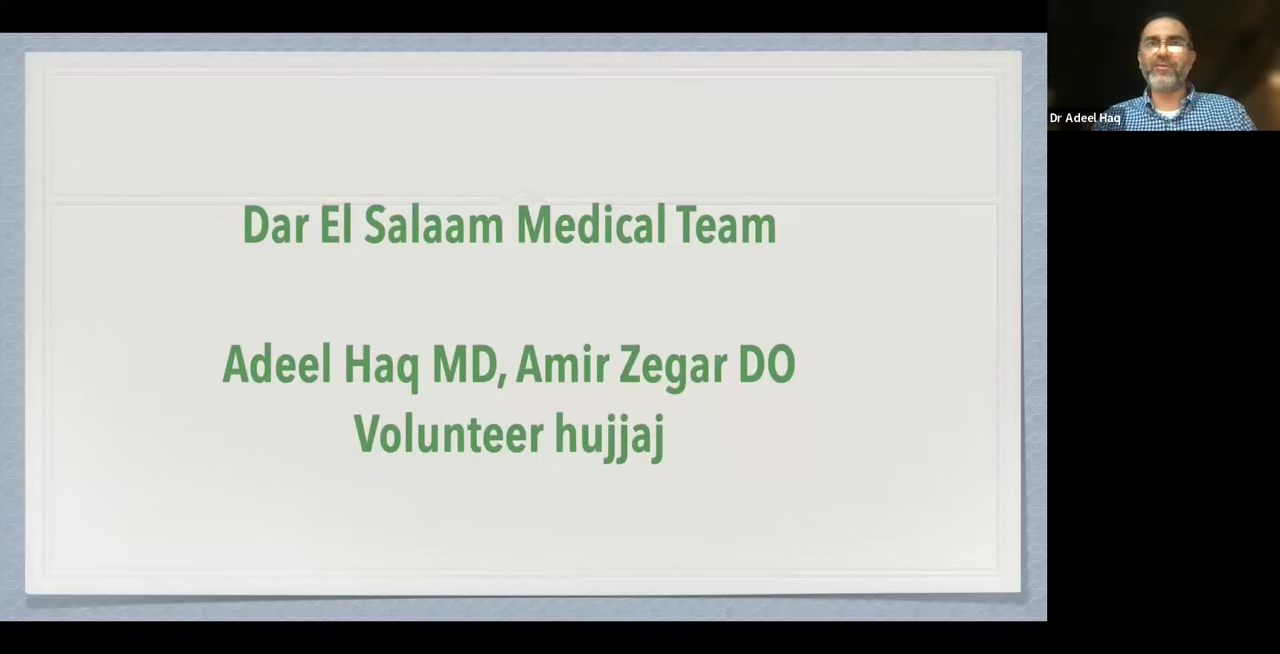 Dar El Salaam Medical Team
Adeel Haq MD, Amir Zegar DO
Volunteer hujjaj
Dr Adeel Haq